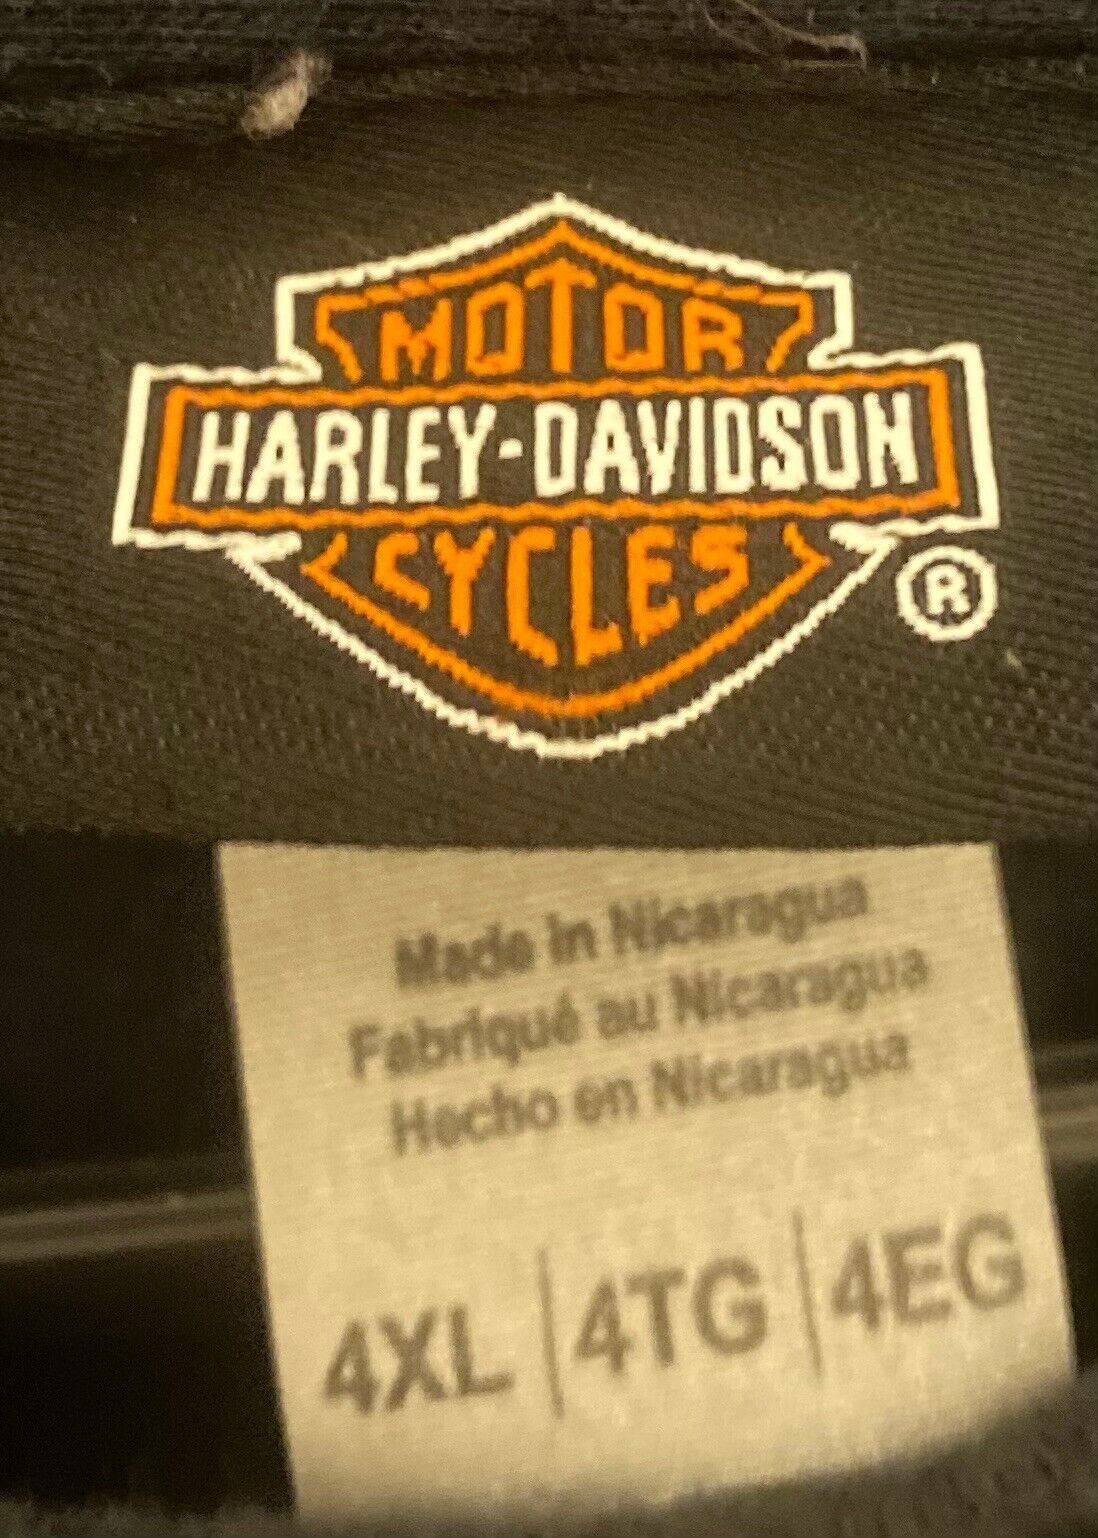 MOTOR
HARLEY-DAVIDSON
CYCLES
®
Made in Nicaragua
Fabriqué au Nicaragua
Hecho en Nicaragua
4XL | 4TG | 4EG